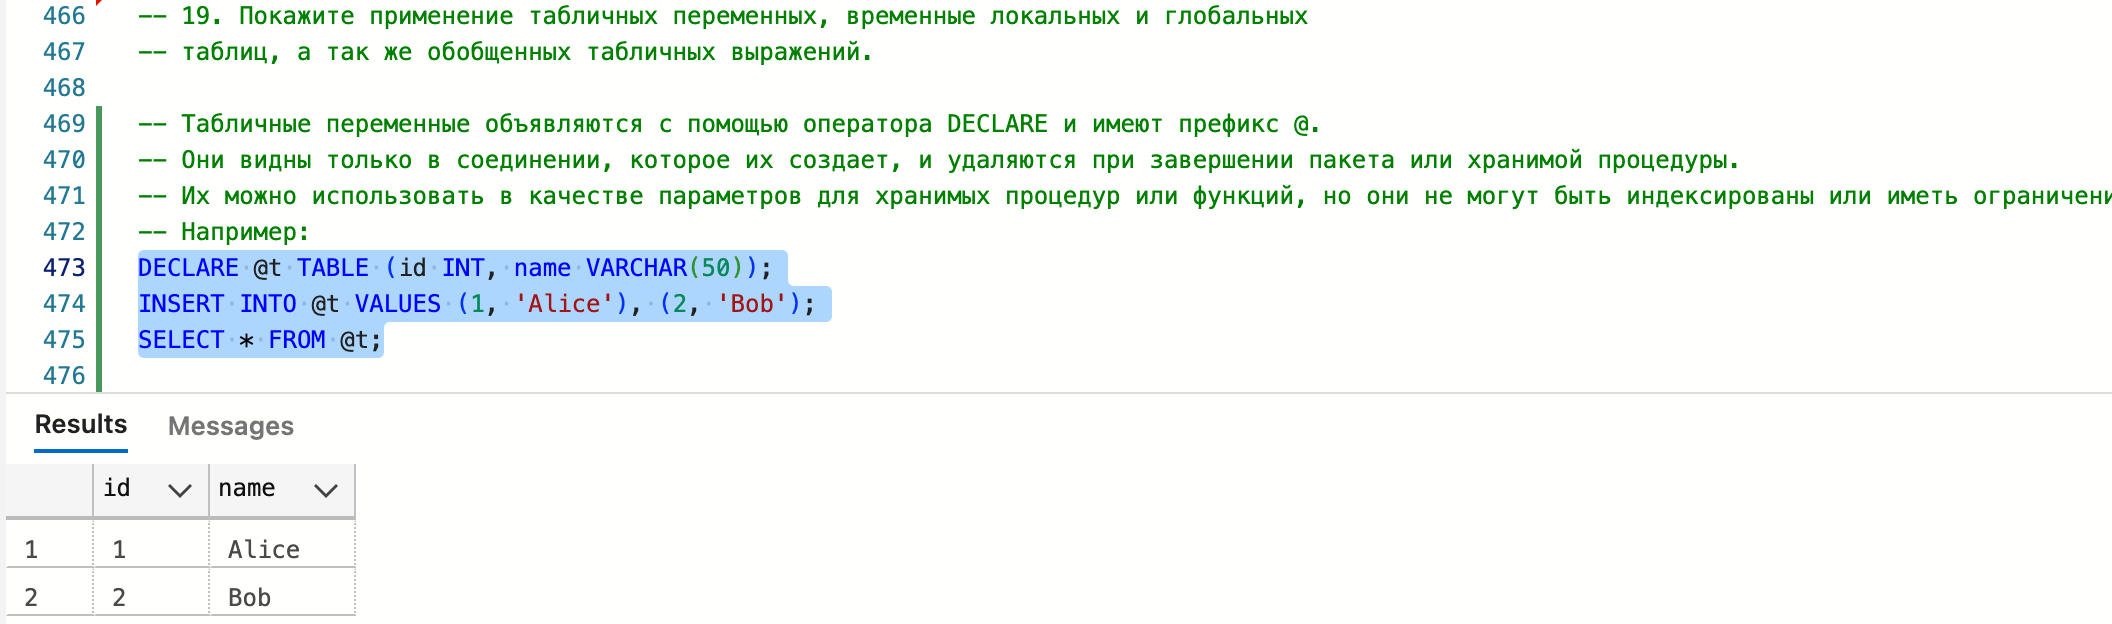 466 -- 19. Покажите применение табличных переменных, временные локальных и глобальных
467 -- таблиц, а так же обобщенных табличных выражений.
468
469 -- Табличные переменные объявляются с помощью оператора DECLARE и имеют префикс @.
470 -- Они видны только в соединении, которое их создает, и удаляются при завершении пакета или хранимой процедуры.
471 -- Их можно использовать в качестве параметров для хранимых процедур или функций, но они не могут быть индексированы или иметь
472 -- Например:
473 DECLARE @t TABLE (id INT, name VARCHAR(50));
474 INSERT INTO @t VALUES (1, 'Alice'), (2, 'Bob');
475 SELECT * FROM @t;
476
Results Messages
id name
1 1 Alice
2 2 Bob